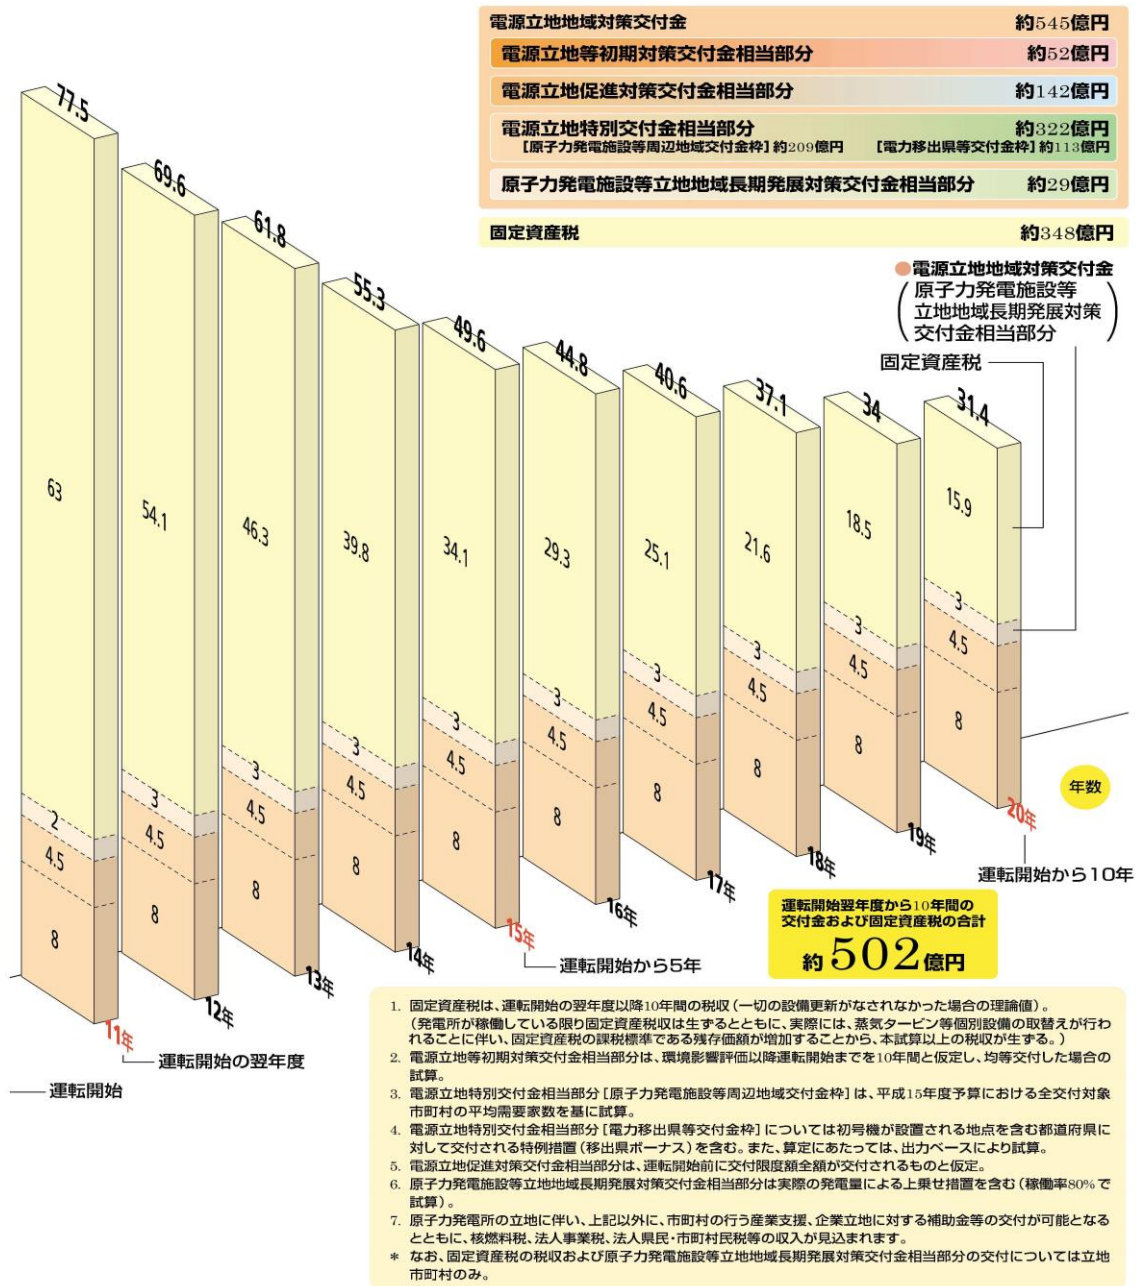 電源立地地域対策交付金 約545億円
電源立地等初期対策交付金相当部分 約52億円
電源立地促進対策交付金相当部分 約142億円
電源立地特別交付金相当部分 約322億円
[原子力発電施設等周辺地域交付金枠] 約209億円 [電力移出県等交付金枠] 約113億円
原子力発電施設等立地地域長期発展対策交付金相当部分 約29億円
固定資産税 約348億円
●電源立地地域対策交付金
(原子力発電施設等
立地地域長期発展対策
交付金相当部分)
固定資産税
77.5
69.6
61.8
55.3
49.6
44.8
40.6
37.1
34
31.4
63
54.1
46.3
39.8
34.1
29.3
25.1
21.6
18.5
15.9
2
3
3
3
3
3
3
3
3
3
4.5
4.5
4.5
4.5
4.5
4.5
4.5
4.5
4.5
4.5
8
8
8
8
8
8
8
8
8
8
11年
12年
13年
14年
15年
16年
17年
18年
19年
20年
年数
運転開始
運転開始の翌年度
運転開始から5年
運転開始から10年
運転開始翌年度から10年間の
交付金および固定資産税の合計
約502億円
1. 固定資産税は、運転開始の翌年度以降10年間の税収(一切の設備更新がなされなかった場合の理論値)。
(発電所が稼働している限り固定資産税収は生ずるとともに、実際には、蒸気タービン等個別設備の取替えが行わ
れることに伴い、固定資産税の課税標準である残存価額が増加することから、本試算以上の税収が生ずる。)
2. 電源立地等初期対策交付金相当部分は、環境影響評価以降運転開始までを10年間と仮定し、均等交付した場合の
試算。
3. 電源立地特別交付金相当部分[原子力発電施設等周辺地域交付金枠]は、平成15年度予算における全交付対象
市町村の平均需要家数を基に試算。
4. 電源立地特別交付金相当部分[電力移出県等交付金枠]については初号機が設置される地点を含む都道府県に
対して交付される特例措置(移出県ボーナス)を含む。また、算定にあたっては、出力ベースにより試算。
5. 電源立地促進対策交付金相当部分は、運転開始前に交付限度額全額が交付されるものと仮定。
6. 原子力発電施設等立地地域長期発展対策交付金相当部分は実際の発電量による上乗せ措置を含む(稼働率80%で
試算)。
7. 原子力発電所の立地に伴い、上記以外に、市町村の行う産業支援、企業立地に対する補助金等の交付が可能となる
とともに、核燃料税、法人事業税、法人県民・市町村民税等の収入が見込まれます。
* なお、固定資産税の税収および原子力発電施設等立地地域長期発展対策交付金相当部分の交付については立地
市町村のみ。